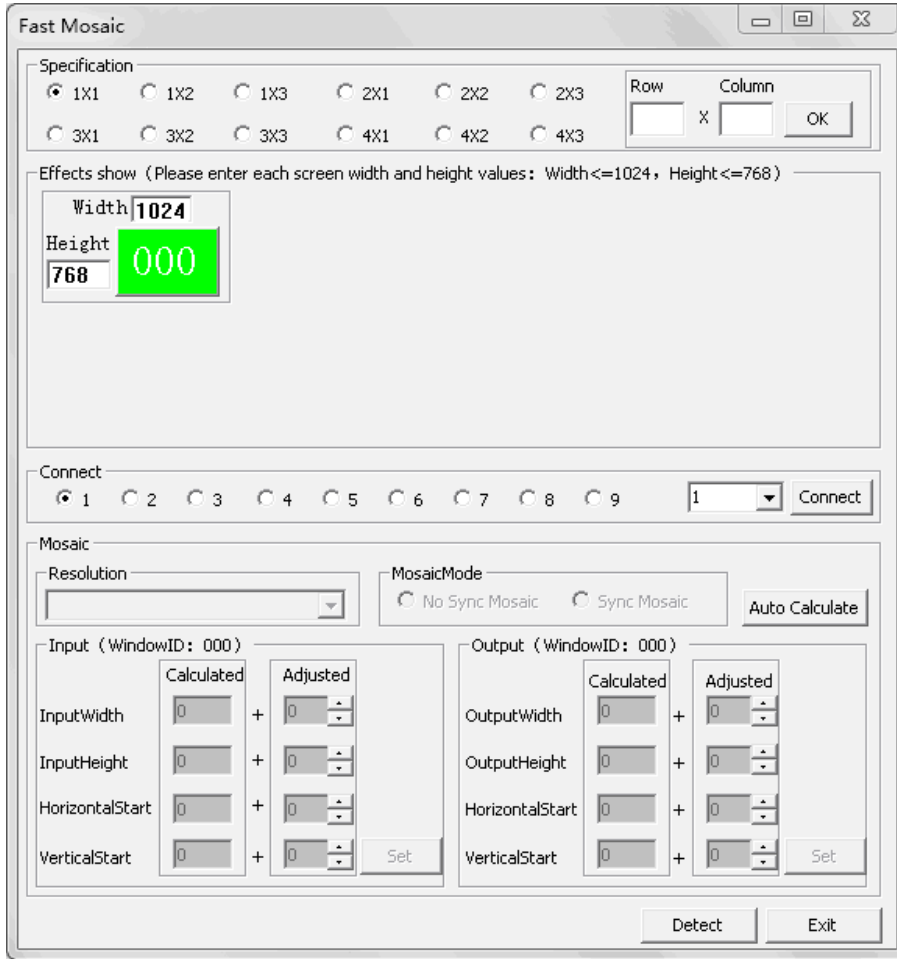 Fast Mosaic
Specification
1X1 1X2 1X3 2X1 2X2 2X3
3X1 3X2 3X3 4X1 4X2 4X3
Row Column
X OK
Effects show (Please enter each screen width and height values: Width<=1024, Height<=768)
Width 1024
Height
768 000
Connect
1 2 3 4 5 6 7 8 9 1 Connect
Mosaic
Resolution MosaicMode
No Sync Mosaic Sync Mosaic Auto Calculate
Input (WindowID: 000)
Calculated Adjusted
InputWidth 0 + 0
InputHeight 0 + 0
HorizontalStart 0 + 0
VerticalStart 0 + 0 Set
Output (WindowID: 000)
Calculated Adjusted
OutputWidth 0 + 0
OutputHeight 0 + 0
HorizontalStart 0 + 0
VerticalStart 0 + 0 Set
Detect Exit